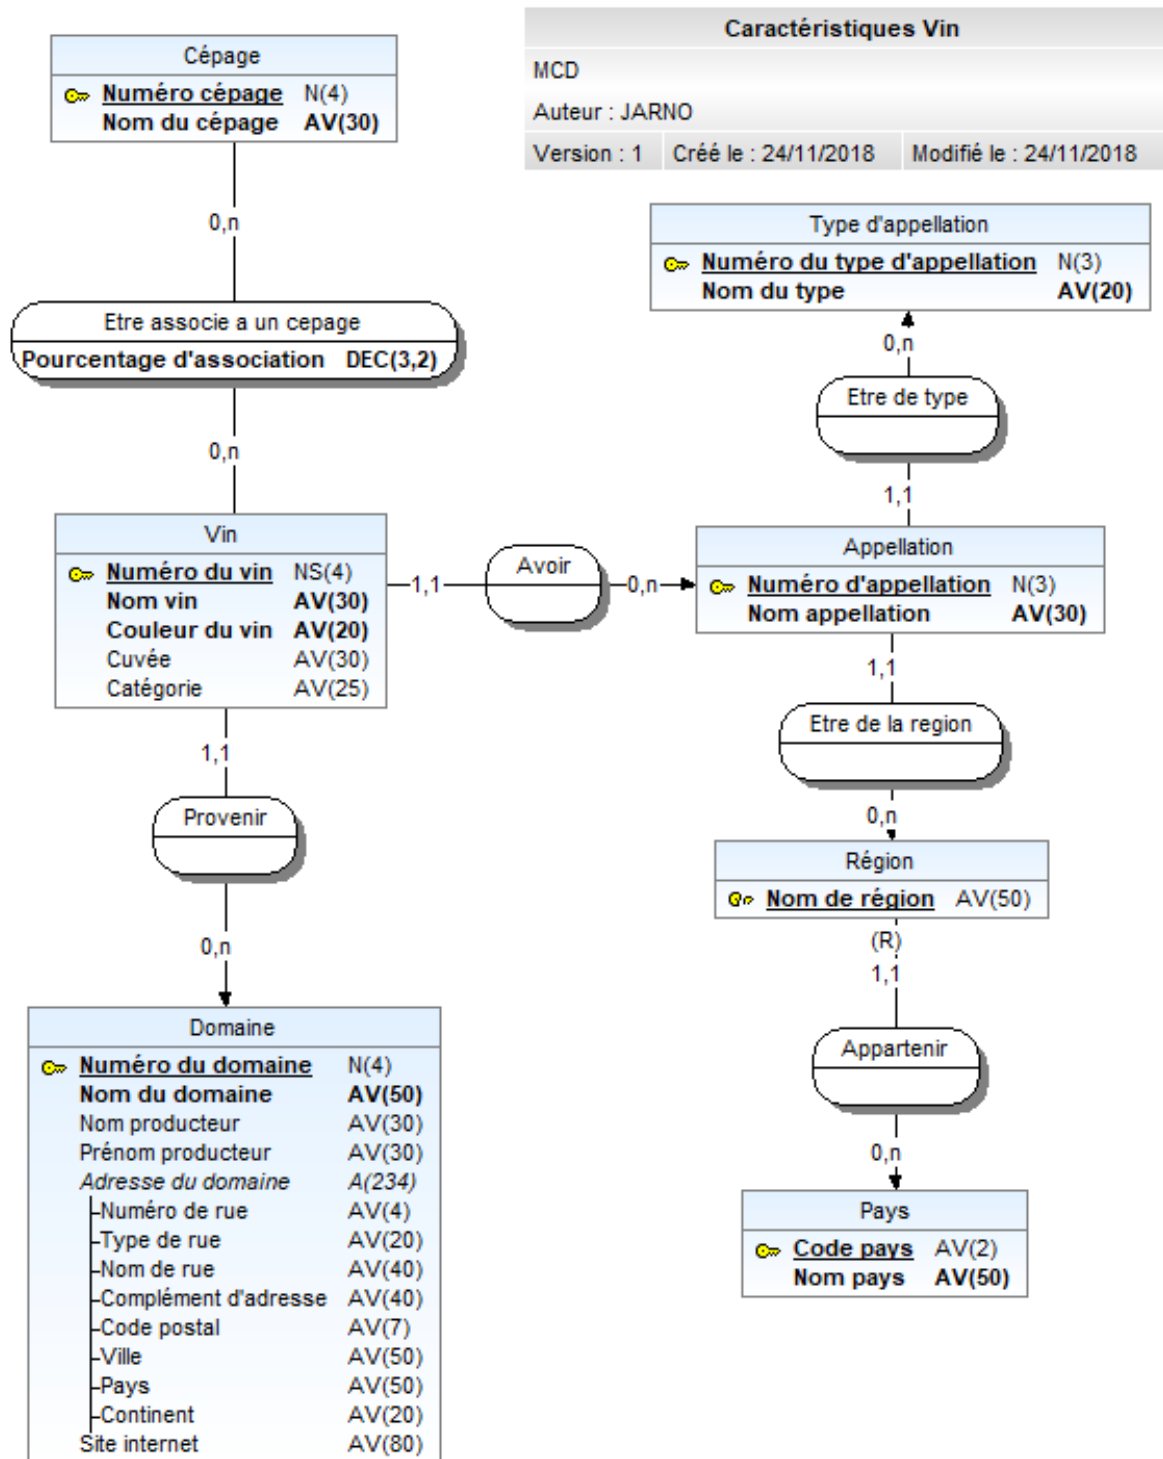 Caractéristiques Vin
MCD
Auteur : JARNO
Version : 1 Créé le : 24/11/2018 Modifié le : 24/11/2018
Cépage
Numéro cépage N(4)
Nom du cépage AV(30)
0,n
Etre associe a un cepage
Pourcentage d'association DEC(3,2)
0,n
Vin
Numéro du vin NS(4)
Nom vin AV(30)
Couleur du vin AV(20)
Cuvée AV(30)
Catégorie AV(25)
1,1
Provenir
0,n
Domaine
Numéro du domaine N(4)
Nom du domaine AV(50)
Nom producteur AV(30)
Prénom producteur AV(30)
Adresse du domaine A(234)
Numéro de rue AV(4)
Type de rue AV(20)
Nom de rue AV(40)
Complément d'adresse AV(40)
Code postal AV(7)
Ville AV(50)
Pays AV(50)
Continent AV(20)
Site internet AV(80)
1,1
Avoir
0,n
Type d'appellation
Numéro du type d'appellation N(3)
Nom du type AV(20)
0,n
Etre de type
1,1
Appellation
Numéro d'appellation N(3)
Nom appellation AV(30)
1,1
Etre de la region
0,n
Région
Nom de région AV(50)
(R)
1,1
Appartenir
0,n
Pays
Code pays AV(2)
Nom pays AV(50)